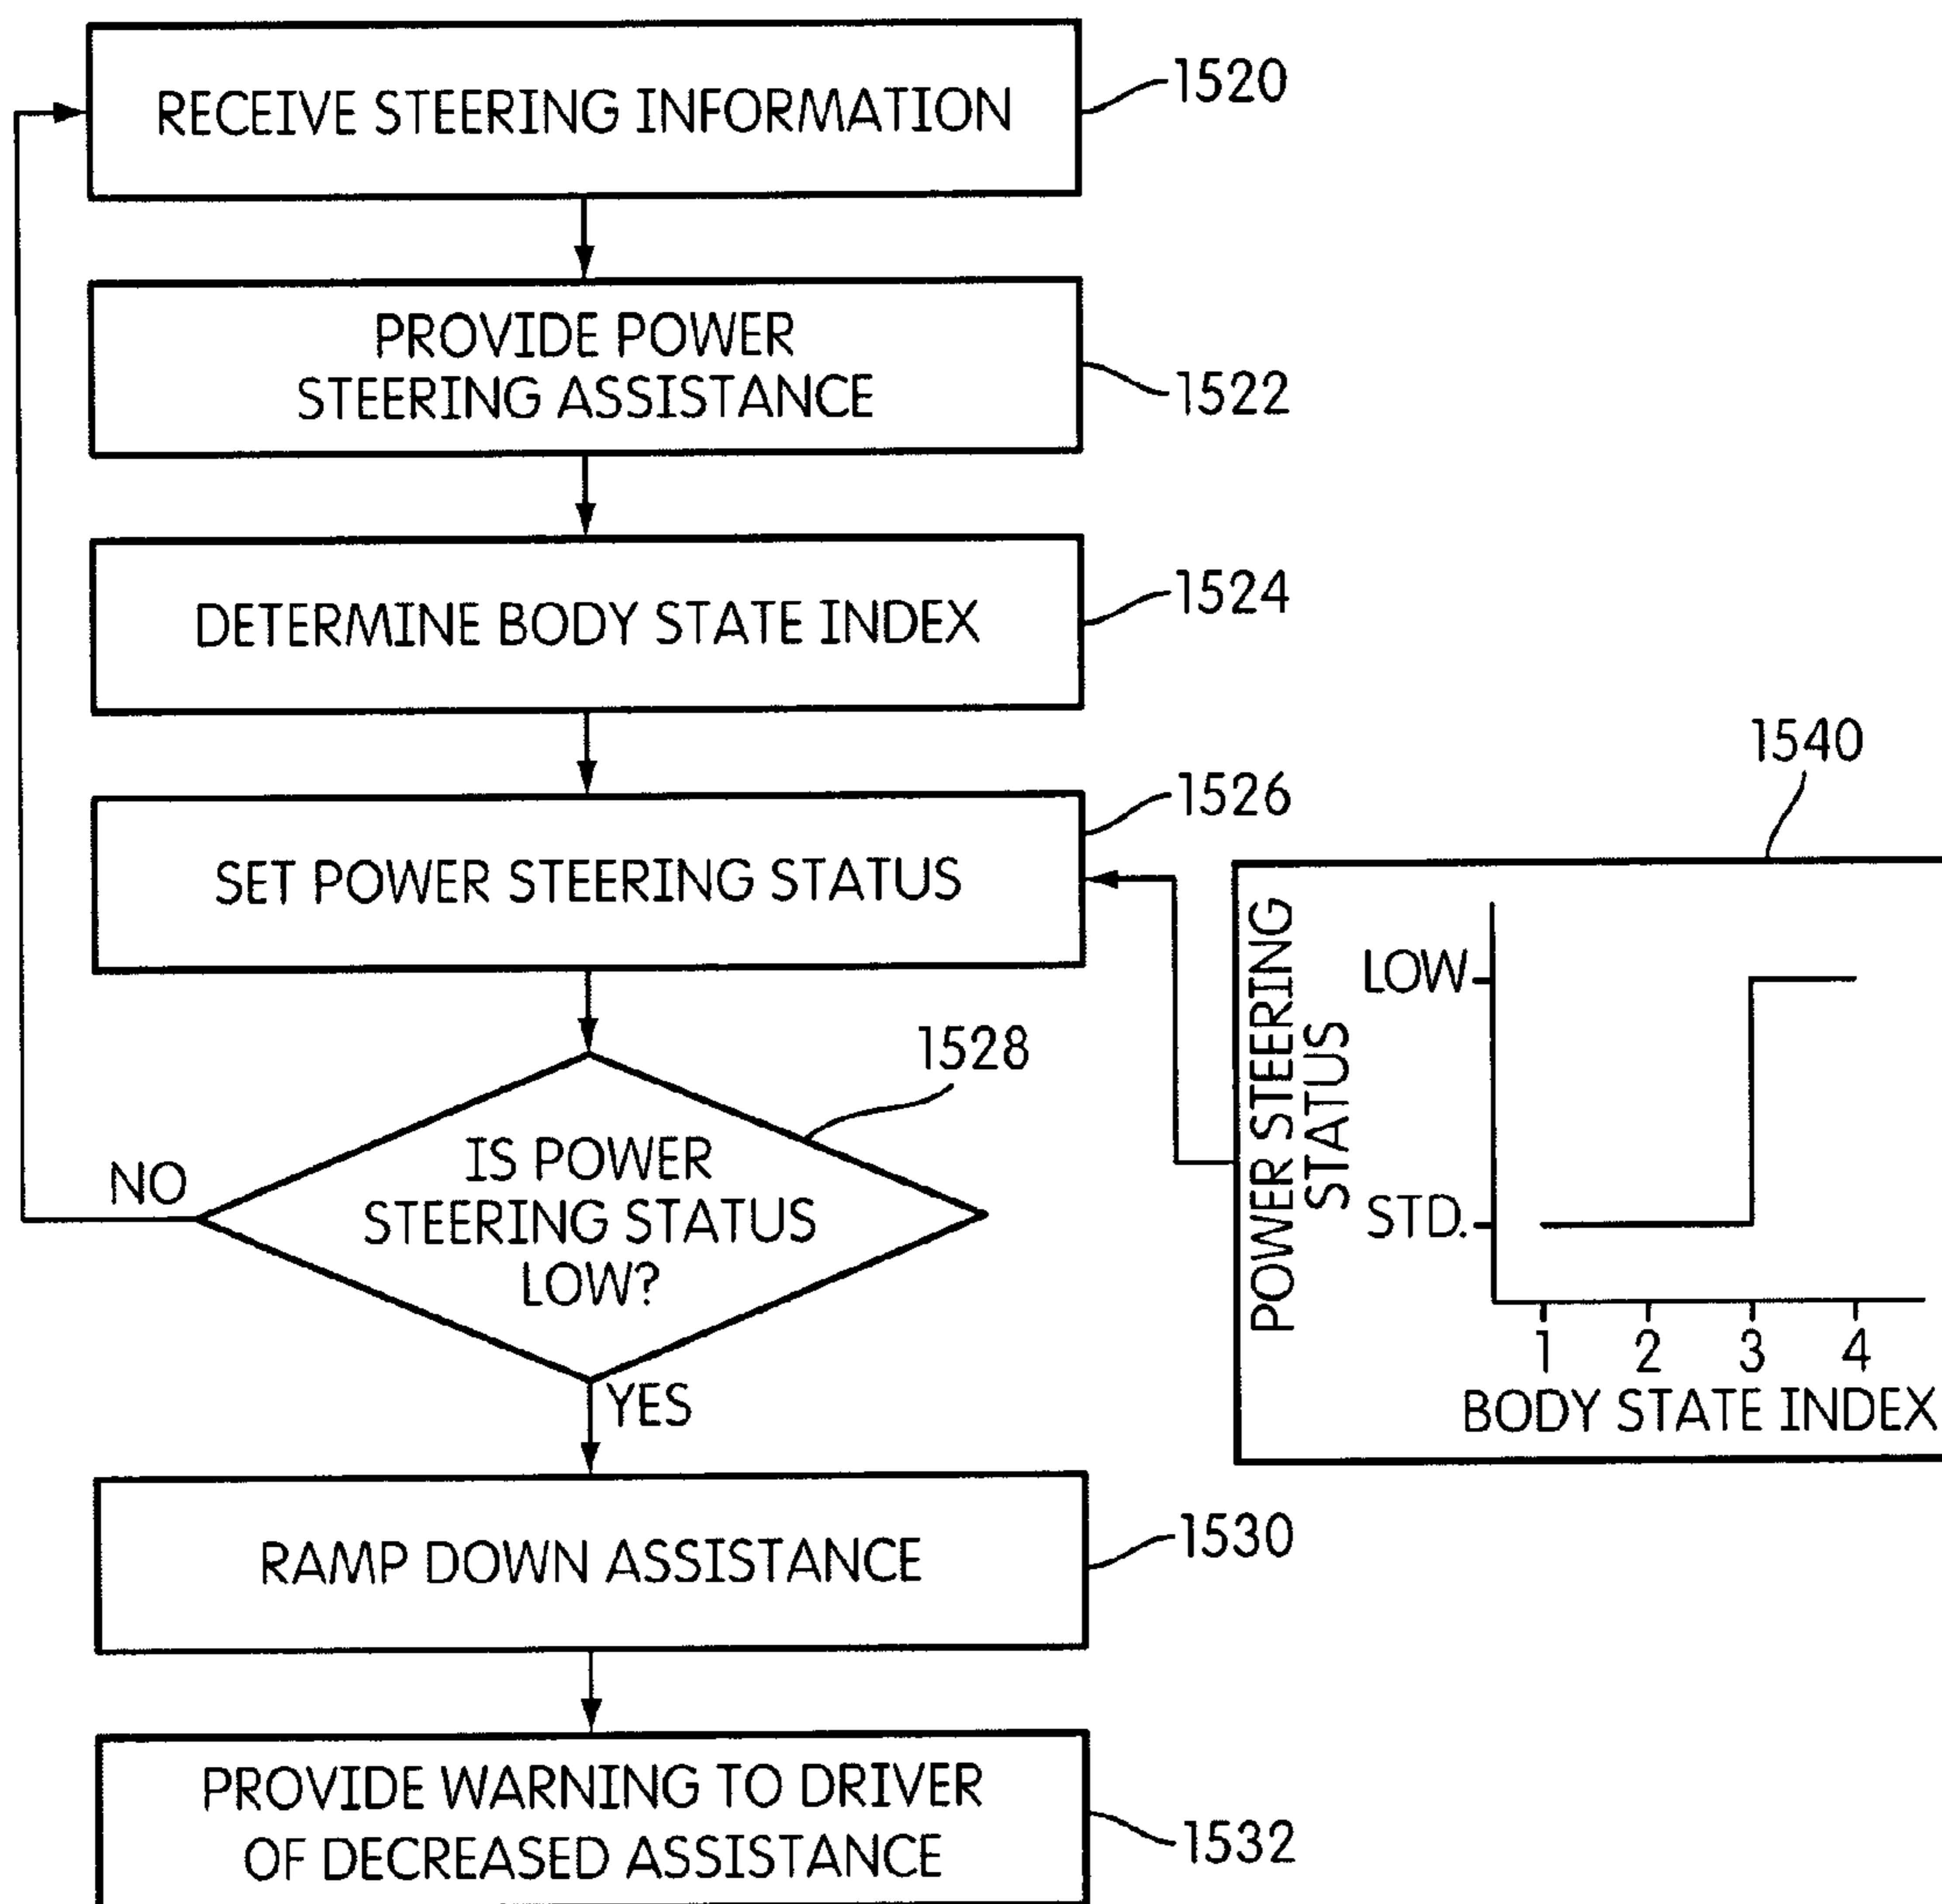 RECEIVE STEERING INFORMATION
1520
PROVIDE POWER
STEERING ASSISTANCE
1522
DETERMINE BODY STATE INDEX
1524
SET POWER STEERING STATUS
1526
IS POWER
STEERING STATUS
LOW?
1528
NO
YES
RAMP DOWN ASSISTANCE
1530
PROVIDE WARNING TO DRIVER
OF DECREASED ASSISTANCE
1532
1540
POWER STEERING
STATUS
LOW
STD.
1 2 3 4
BODY STATE INDEX